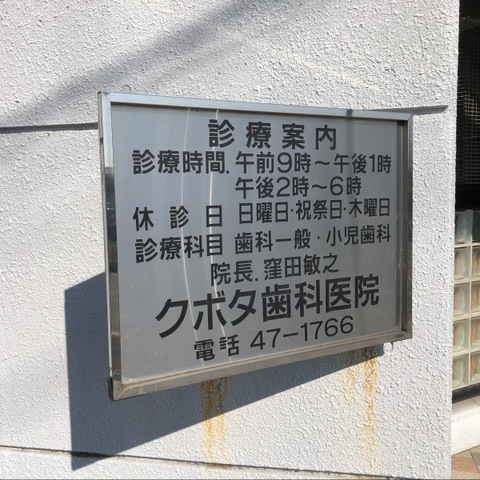 診療案内
診療時間.午前9時〜午後1時
午後2時〜6時
休診日 日曜日・祝祭日・木曜日
診療科目 歯科一般・小児歯科
院長.窪田敏之
クボタ歯科医院
電話 47-1766